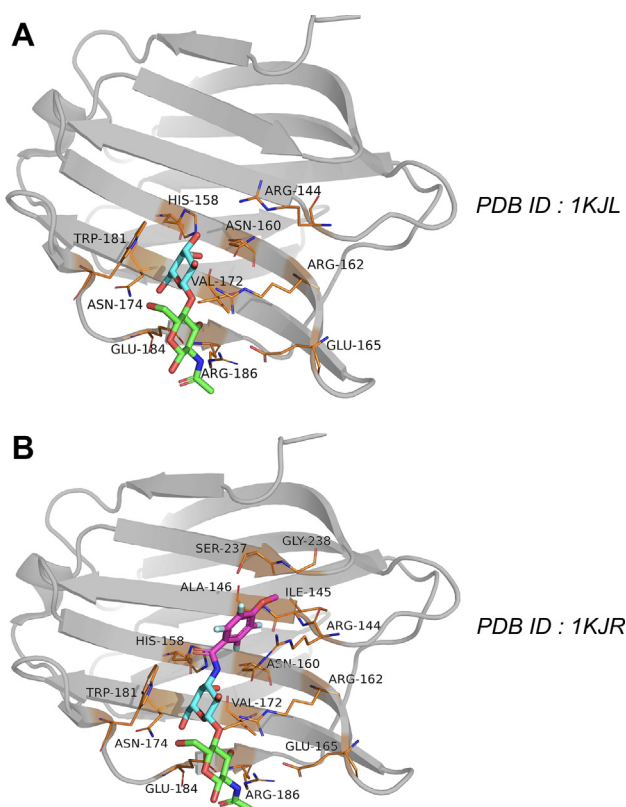 A
HIS-158
ARG-144
PDB ID : 1KJL
ASN-160
TRP-181
ARG-162
VAL-172
ASN-174
GLU-184
GLU-165
ARG-186
B
SER-237
GLY-238
ALA-146
ILE-145
ARG-144
PDB ID : 1KJR
HIS-158
ASN-160
ARG-162
TRP-181
VAL-172
ASN-174
GLU-165
GLU-184
ARG-186